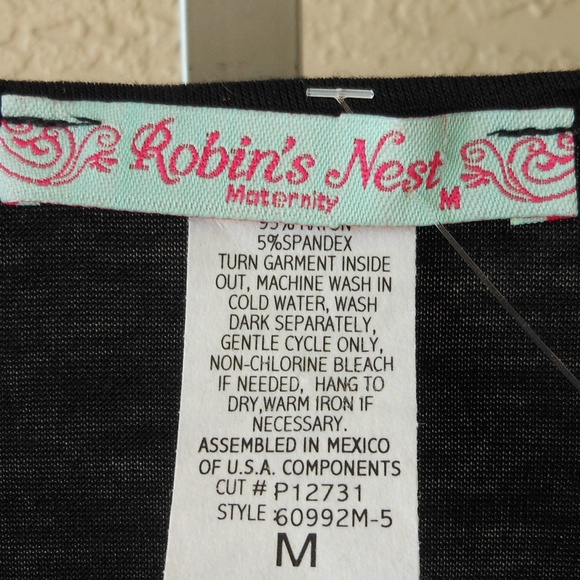 Robin's Nest
Maternity
M
95% RAYON
5%SPANDEX
TURN GARMENT INSIDE
OUT, MACHINE WASH IN
COLD WATER, WASH
DARK SEPARATELY,
GENTLE CYCLE ONLY,
NON-CHLORINE BLEACH
IF NEEDED, HANG TO
DRY,WARM IRON IF
NECESSARY.
ASSEMBLED IN MEXICO
OF U.S.A. COMPONENTS
CUT # P12731
STYLE :60992M-5
M